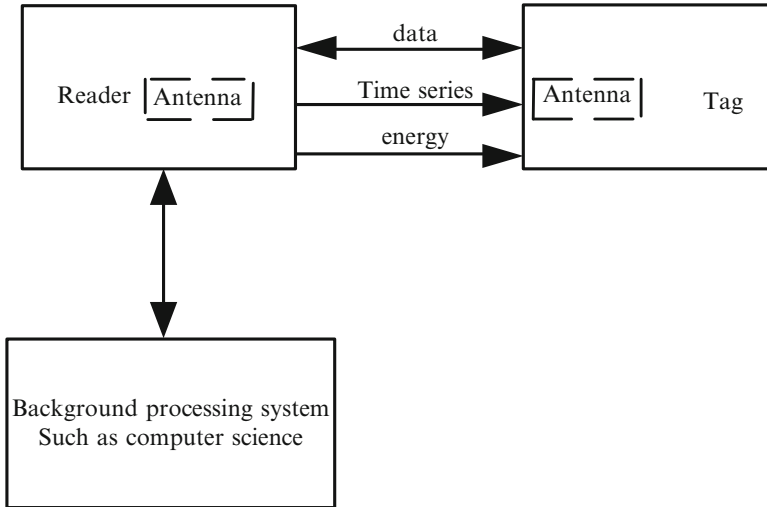 data
Reader
Antenna
Time series
Antenna
Tag
energy
Background processing system
Such as computer science